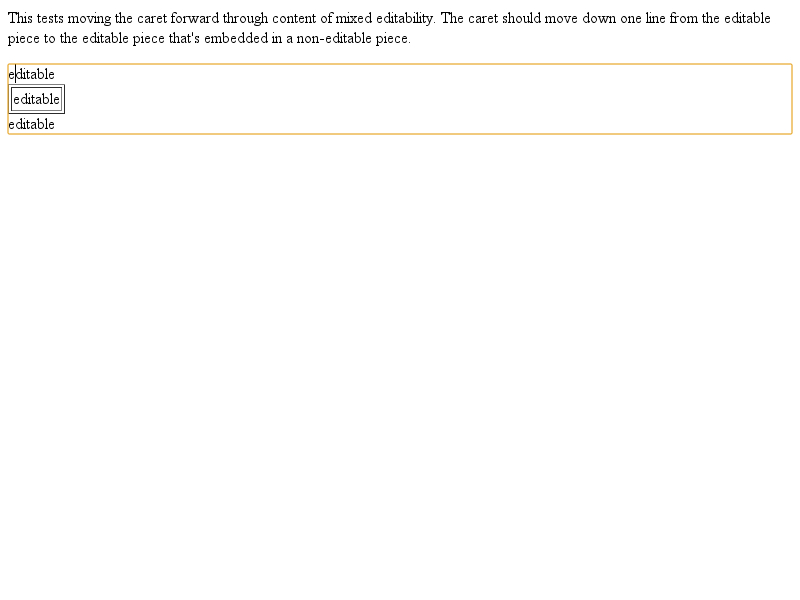 This tests moving the caret forward through content of mixed editability. The caret should move down one line from the editable
piece to the editable piece that's embedded in a non-editable piece.
editable
editable
editable